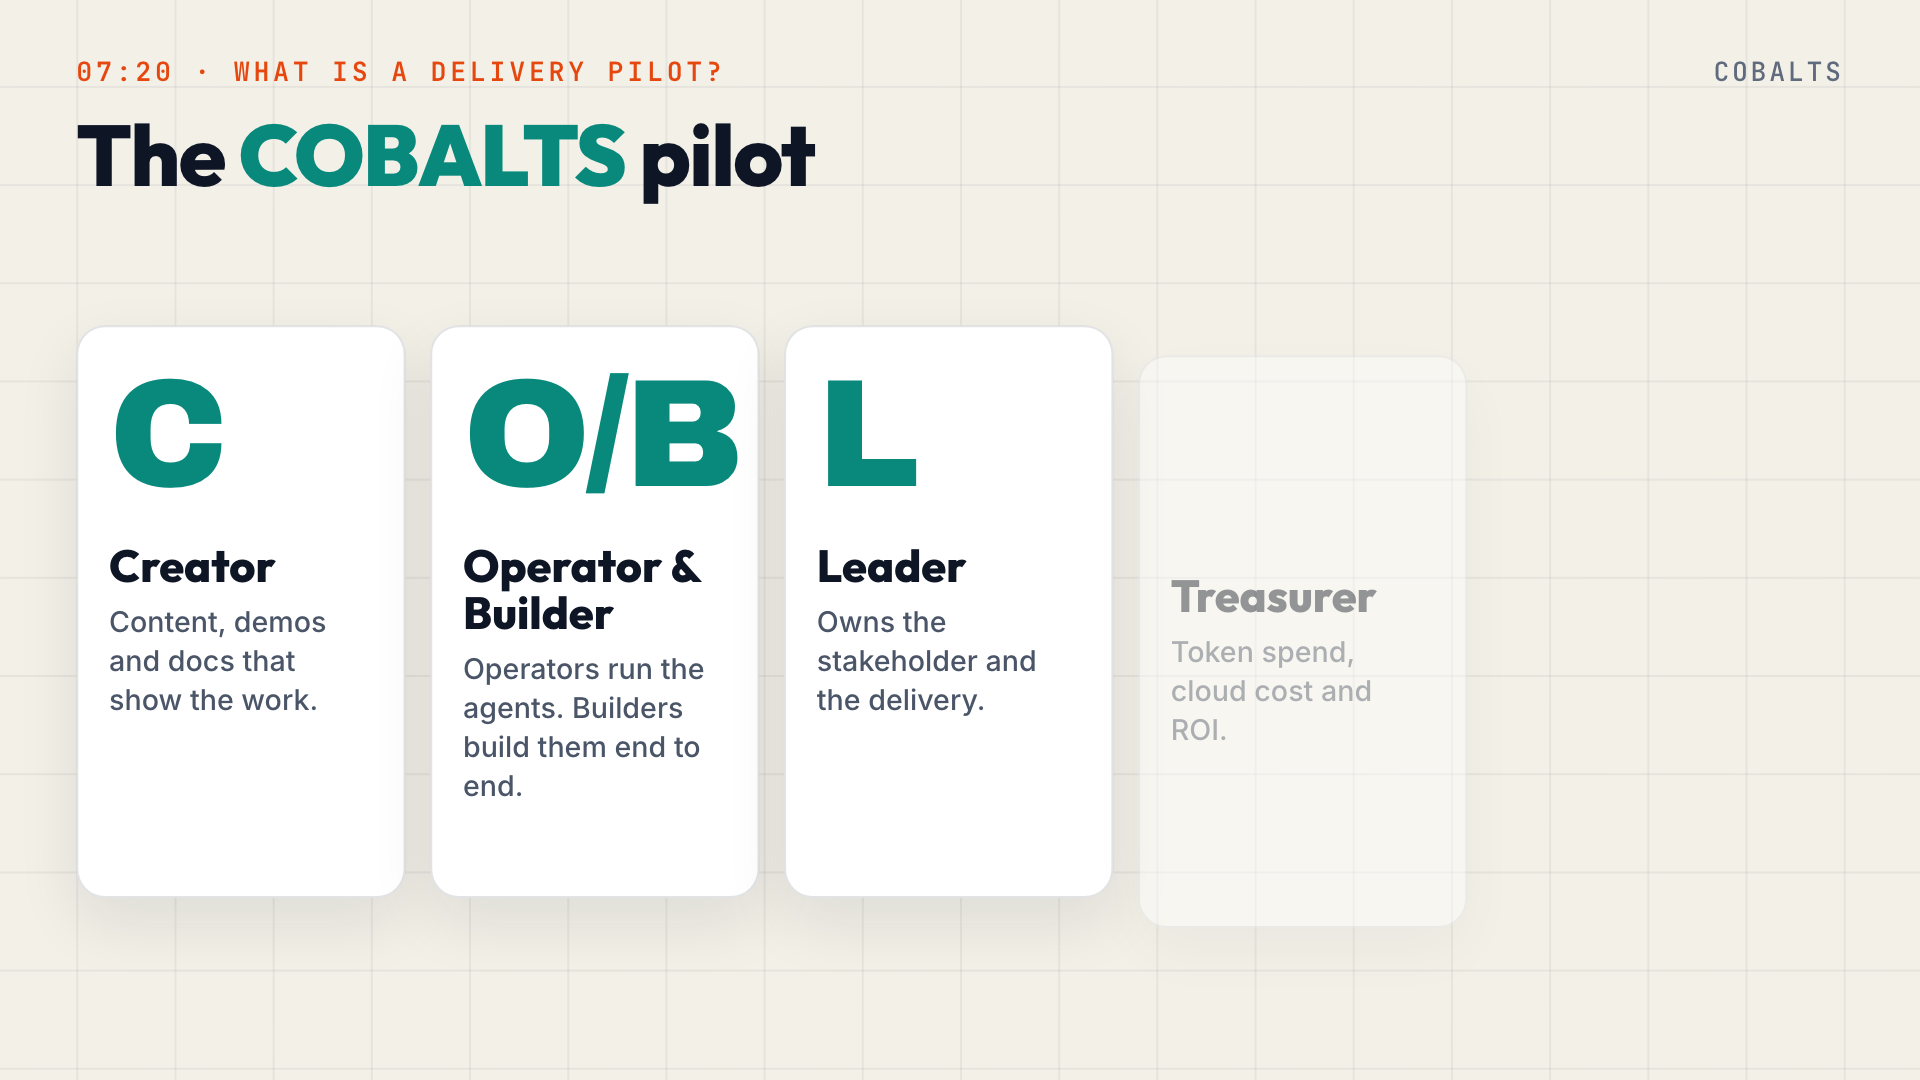 07:20 · WHAT IS A DELIVERY PILOT?
COBALTS
The COBALTS pilot
C
Creator
Content, demos
and docs that
show the work.
O/B
Operator &
Builder
Operators run the
agents. Builders
build them end to
end.
L
Leader
Owns the
stakeholder and
the delivery.
Treasurer
Token spend,
cloud cost and
ROI.